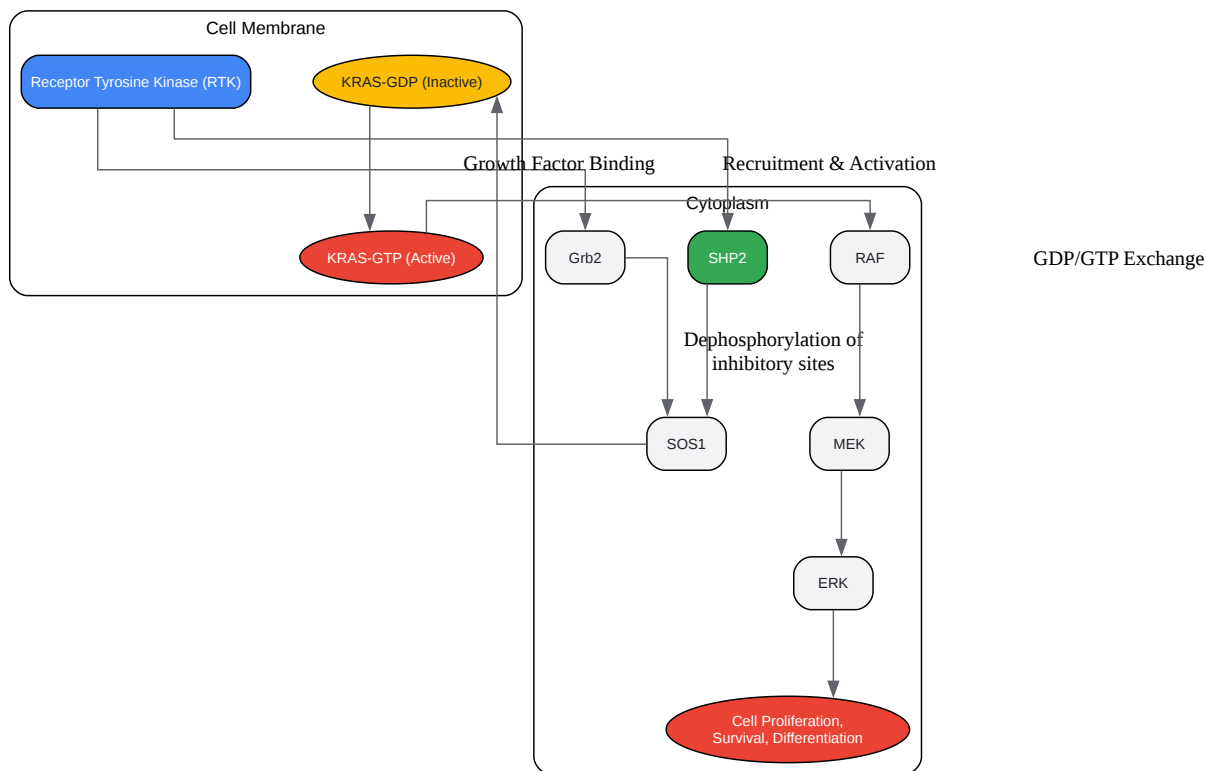 Cell Membrane
Receptor Tyrosine Kinase (RTK)
KRAS-GDP (Inactive)
Growth Factor Binding
Recruitment & Activation
Cytoplasm
KRAS-GTP (Active)
Grb2
SHP2
RAF
GDP/GTP Exchange
Dephosphorylation of
inhibitory sites
SOS1
MEK
ERK
Cell Proliferation,
Survival, Differentiation